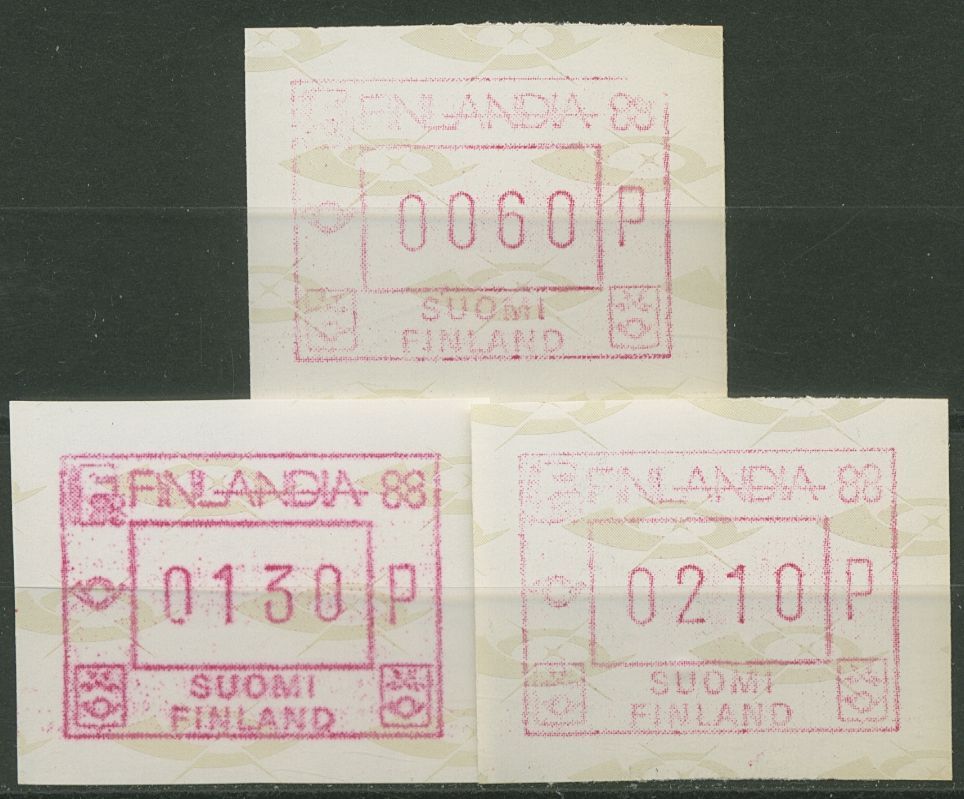 FINLANDIA 88
0060 P
SUOMI
FINLAND
FINLANDIA 88
0130 P
SUOMI
FINLAND
FINLANDIA 88
0210 P
SUOMI
FINLAND